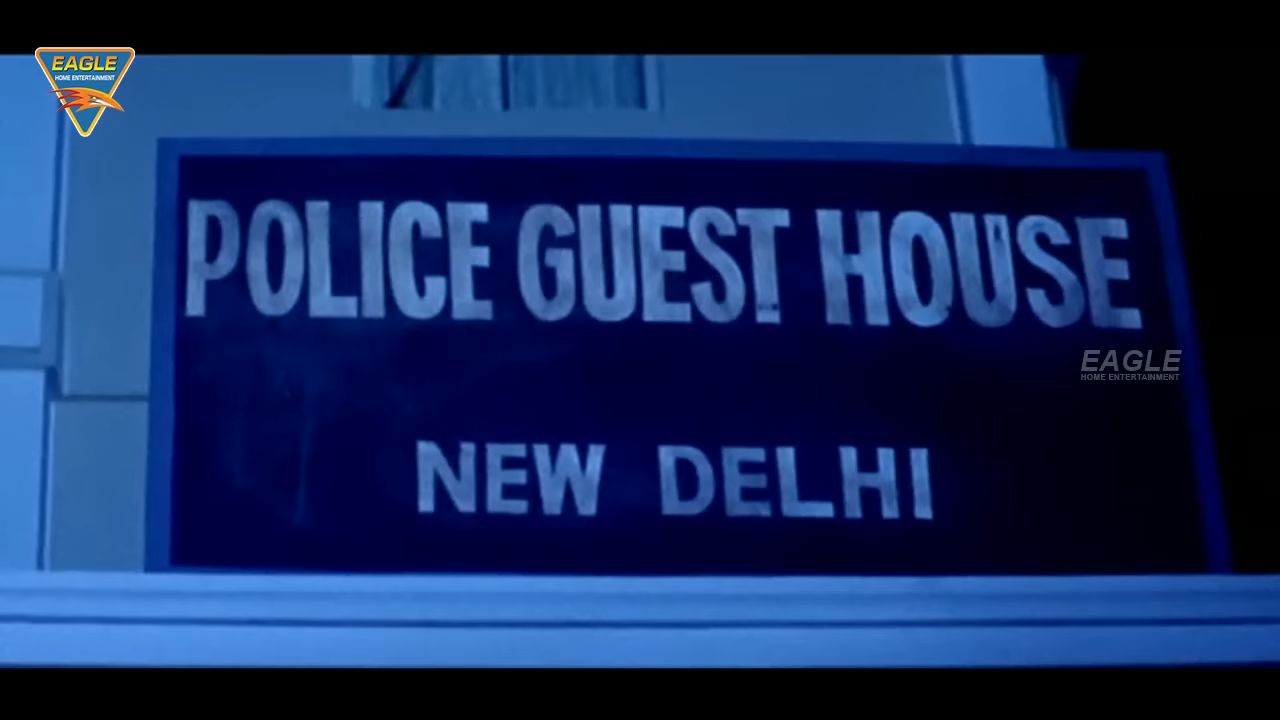 EAGLE
HOME ENTERTAINMENT
POLICE GUEST HOUSE
EAGLE
HOME ENTERTAINMENT
NEW DELHI